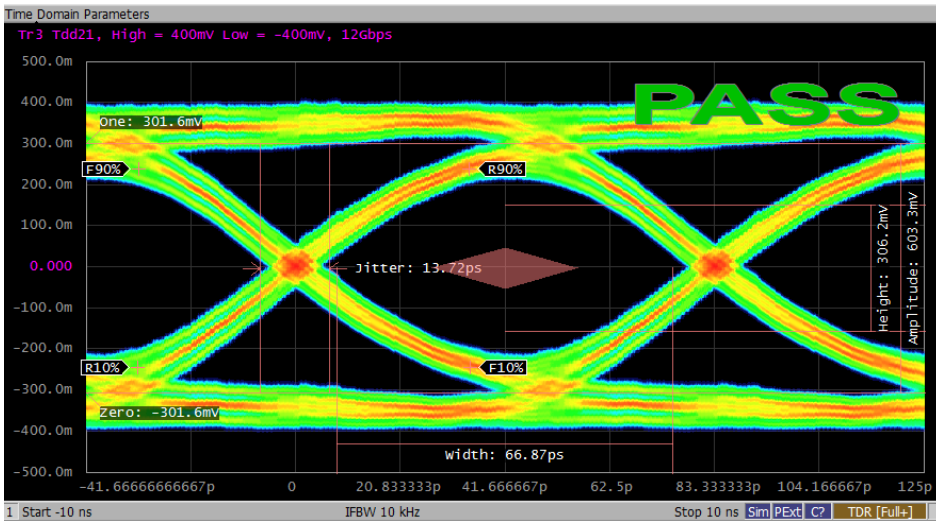 Time Domain Parameters
Tr3 Tdd21, High = 400mV Low = -400mV, 12Gbps
500.0m
400.0m
PASS
One: 301.6mV
300.0m
F90%
R90%
200.0m
100.0m
0.000
Jitter: 13.72ps
Height: 306.2mV
Amplitude: 603.3mV
-100.0m
-200.0m
R10%
F10%
-300.0m
Zero: -301.6mV
-400.0m
Width: 66.87ps
-500.0m
-41.66666666667p 0 20.833333p 41.666667p 62.5p 83.333333p 104.166667p 125p
1 Start -10 ns IFBW 10 kHz Stop 10 ns Sim PExt C? TDR [Full+]